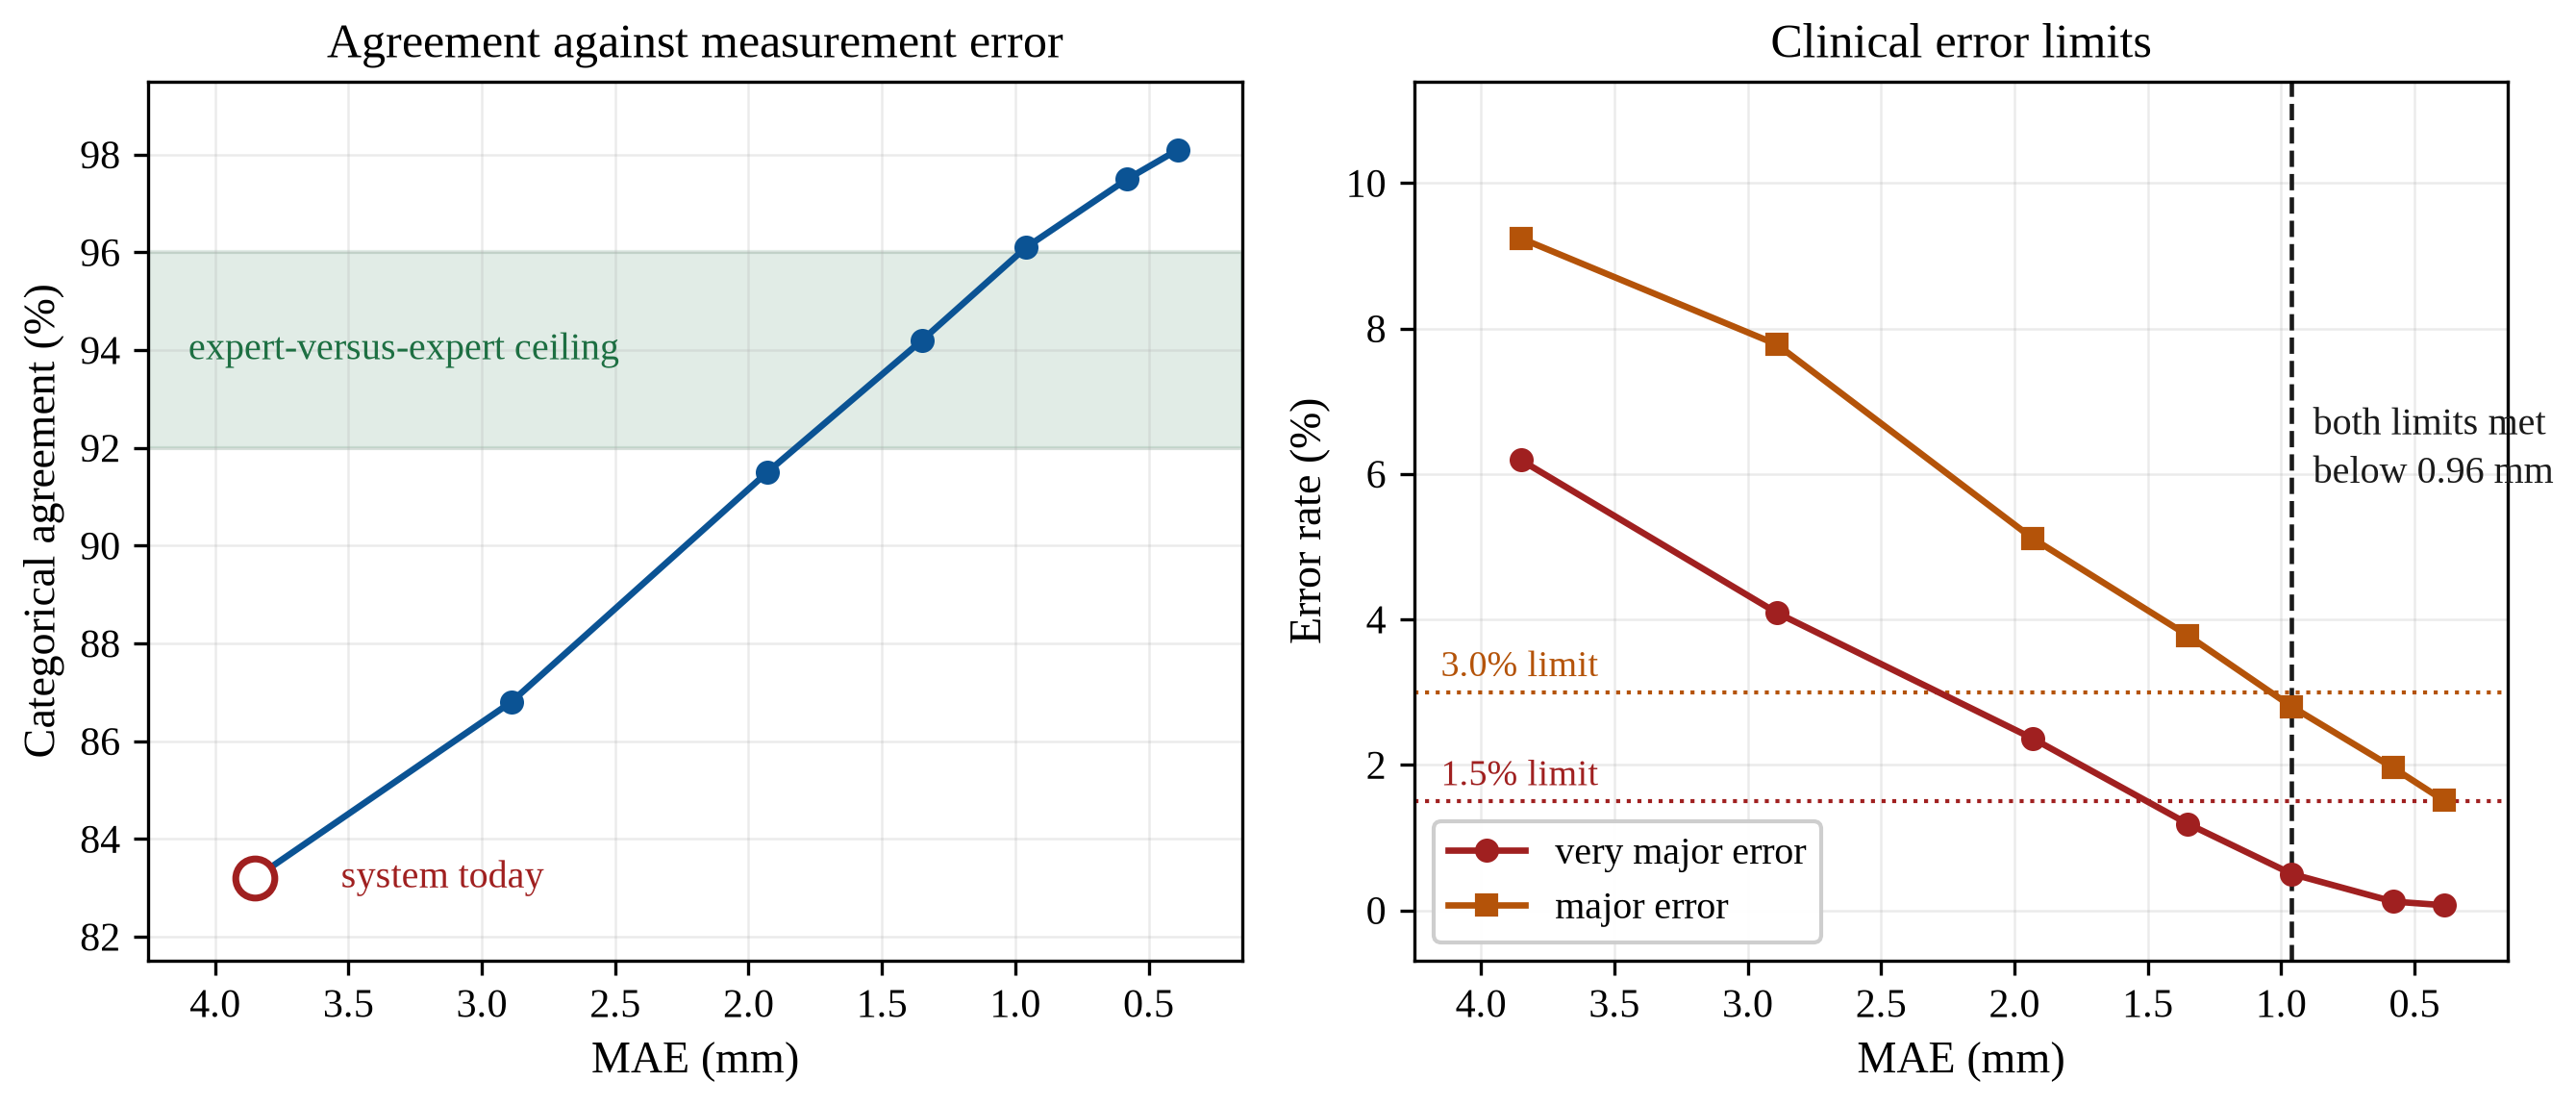 Agreement against measurement error
Categorical agreement (%)
98
96
94
92
90
88
86
84
82
expert-versus-expert ceiling
system today
4.0 3.5 3.0 2.5 2.0 1.5 1.0 0.5
MAE (mm)
Clinical error limits
Error rate (%)
10
8
6
4
2
0
both limits met
below 0.96 mm
3.0% limit
1.5% limit
very major error
major error
4.0 3.5 3.0 2.5 2.0 1.5 1.0 0.5
MAE (mm)